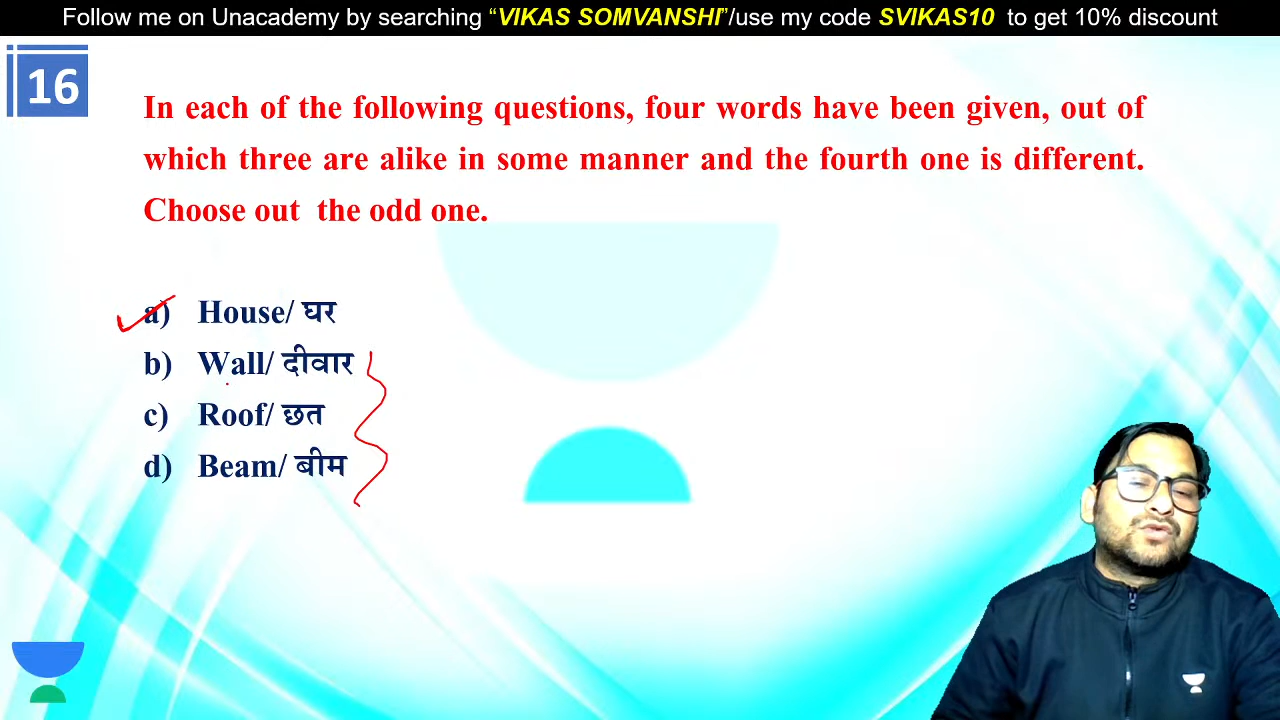 Follow me on Unacademy by searching “VIKAS SOMVANSHI”/use my code SVIKAS10 to get 10% discount
16
In each of the following questions, four words have been given, out of
which three are alike in some manner and the fourth one is different.
Choose out the odd one.
a) House/ घर
b) Wall/ दीवार
c) Roof/ छत
d) Beam/ बीम